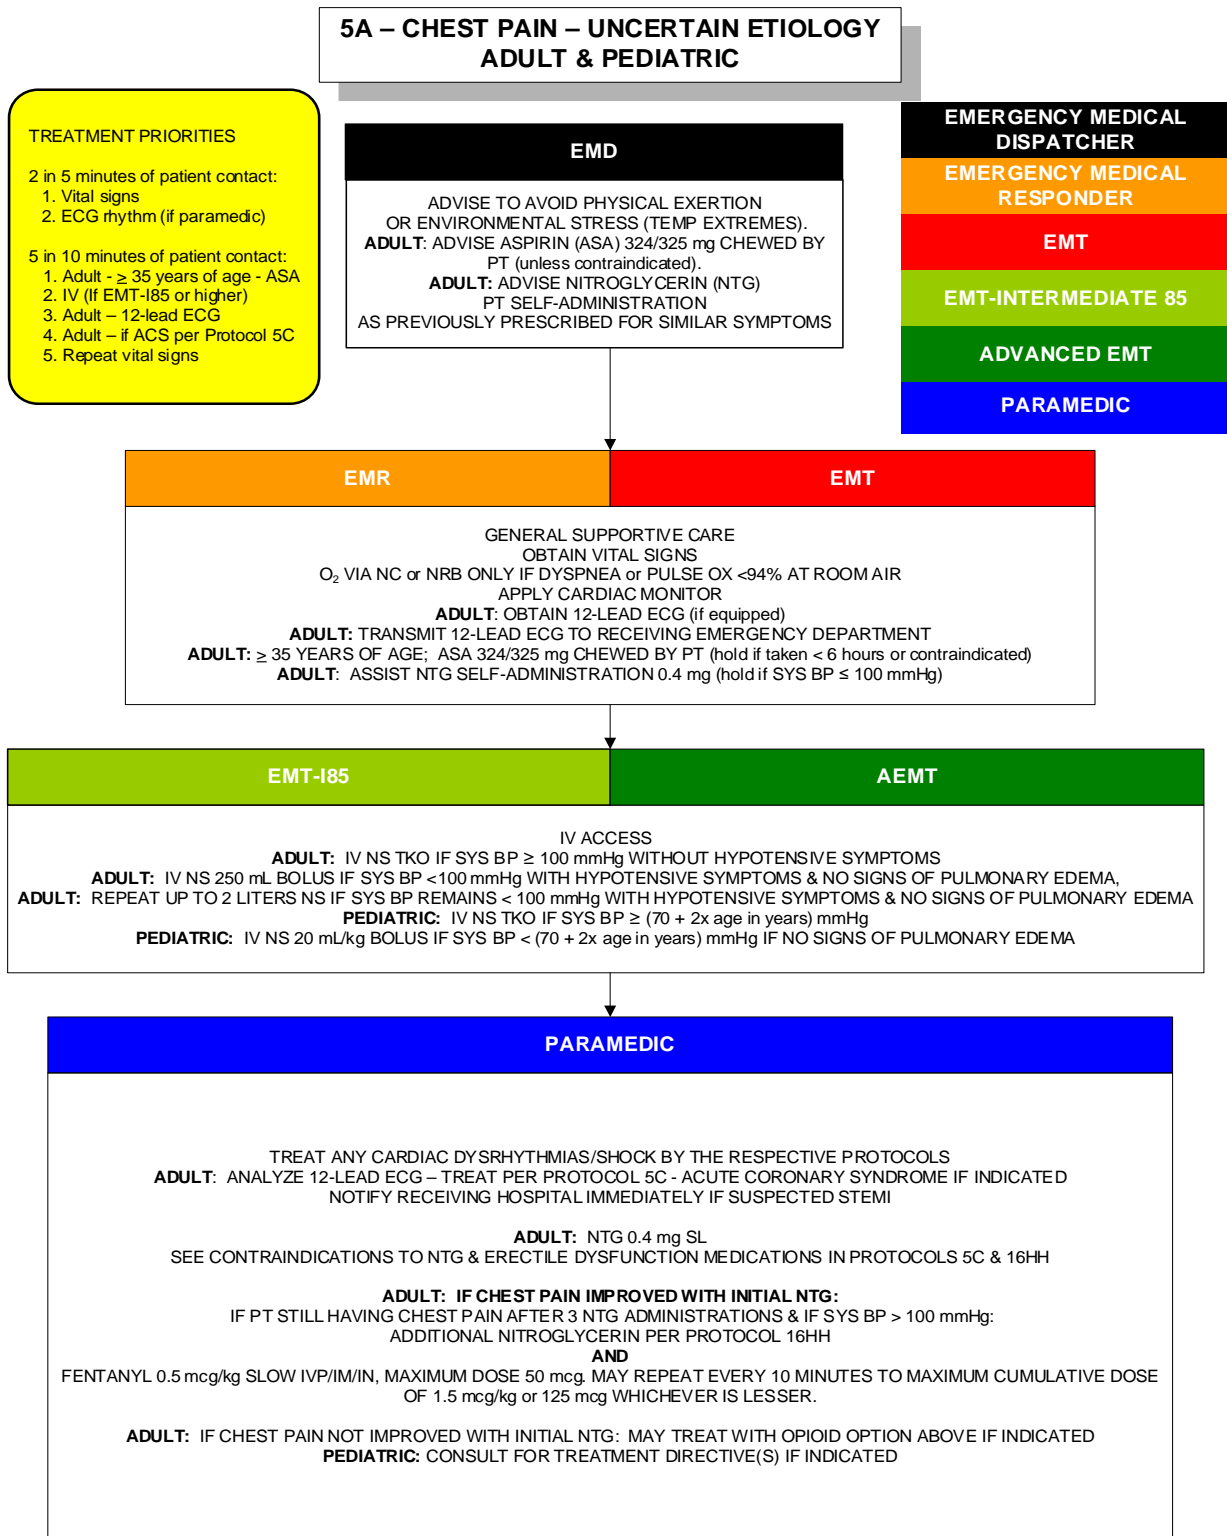 5A – CHEST PAIN – UNCERTAIN ETIOLOGY
ADULT & PEDIATRIC
TREATMENT PRIORITIES
2 in 5 minutes of patient contact:
1. Vital signs
2. ECG rhythm (if paramedic)
5 in 10 minutes of patient contact:
1. Adult - ≥ 35 years of age - ASA
2. IV (If EMT-I85 or higher)
3. Adult – 12-lead ECG
4. Adult – if ACS per Protocol 5C
5. Repeat vital signs
EMD
ADVISE TO AVOID PHYSICAL EXERTION
OR ENVIRONMENTAL STRESS (TEMP EXTREMES).
ADULT: ADVISE ASPIRIN (ASA) 324/325 mg CHEWED BY
PT (unless contraindicated).
ADULT: ADVISE NITROGLYCERIN (NTG)
PT SELF-ADMINISTRATION
AS PREVIOUSLY PRESCRIBED FOR SIMILAR SYMPTOMS
EMERGENCY MEDICAL
DISPATCHER
EMERGENCY MEDICAL
RESPONDER
EMT
EMT-INTERMEDIATE 85
ADVANCED EMT
PARAMEDIC
EMR
EMT
GENERAL SUPPORTIVE CARE
OBTAIN VITAL SIGNS
O₂ VIA NC or NRB ONLY IF DYSPNEA or PULSE OX <94% AT ROOM AIR
APPLY CARDIAC MONITOR
ADULT: OBTAIN 12-LEAD ECG (if equipped)
ADULT: TRANSMIT 12-LEAD ECG TO RECEIVING EMERGENCY DEPARTMENT
ADULT: ≥ 35 YEARS OF AGE; ASA 324/325 mg CHEWED BY PT (hold if taken < 6 hours or contraindicated)
ADULT: ASSIST NTG SELF-ADMINISTRATION 0.4 mg (hold if SYS BP ≤ 100 mmHg)
EMT-I85
AEMT
IV ACCESS
ADULT: IV NS TKO IF SYS BP ≥ 100 mmHg WITHOUT HYPOTENSIVE SYMPTOMS
ADULT: IV NS 250 mL BOLUS IF SYS BP <100 mmHg WITH HYPOTENSIVE SYMPTOMS & NO SIGNS OF PULMONARY EDEMA,
ADULT: REPEAT UP TO 2 LITERS NS IF SYS BP REMAINS < 100 mmHg WITH HYPOTENSIVE SYMPTOMS & NO SIGNS OF PULMONARY EDEMA
PEDIATRIC: IV NS TKO IF SYS BP ≥ (70 + 2x age in years) mmHg
PEDIATRIC: IV NS 20 mL/kg BOLUS IF SYS BP < (70 + 2x age in years) mmHg IF NO SIGNS OF PULMONARY EDEMA
PARAMEDIC
TREAT ANY CARDIAC DYSRHYTHMIAS/SHOCK BY THE RESPECTIVE PROTOCOLS
ADULT: ANALYZE 12-LEAD ECG – TREAT PER PROTOCOL 5C - ACUTE CORONARY SYNDROME IF INDICATED
NOTIFY RECEIVING HOSPITAL IMMEDIATELY IF SUSPECTED STEMI
ADULT: NTG 0.4 mg SL
SEE CONTRAINDICATIONS TO NTG & ERECTILE DYSFUNCTION MEDICATIONS IN PROTOCOLS 5C & 16HH
ADULT: IF CHEST PAIN IMPROVED WITH INITIAL NTG:
IF PT STILL HAVING CHEST PAIN AFTER 3 NTG ADMINISTRATIONS & IF SYS BP > 100 mmHg:
ADDITIONAL NITROGLYCERIN PER PROTOCOL 16HH
AND
FENTANYL 0.5 mcg/kg SLOW IVP/IM/IN, MAXIMUM DOSE 50 mcg. MAY REPEAT EVERY 10 MINUTES TO MAXIMUM CUMULATIVE DOSE
OF 1.5 mcg/kg or 125 mcg WHICHEVER IS LESSER.
ADULT: IF CHEST PAIN NOT IMPROVED WITH INITIAL NTG: MAY TREAT WITH OPIOID OPTION ABOVE IF INDICATED
PEDIATRIC: CONSULT FOR TREATMENT DIRECTIVE(S) IF INDICATED